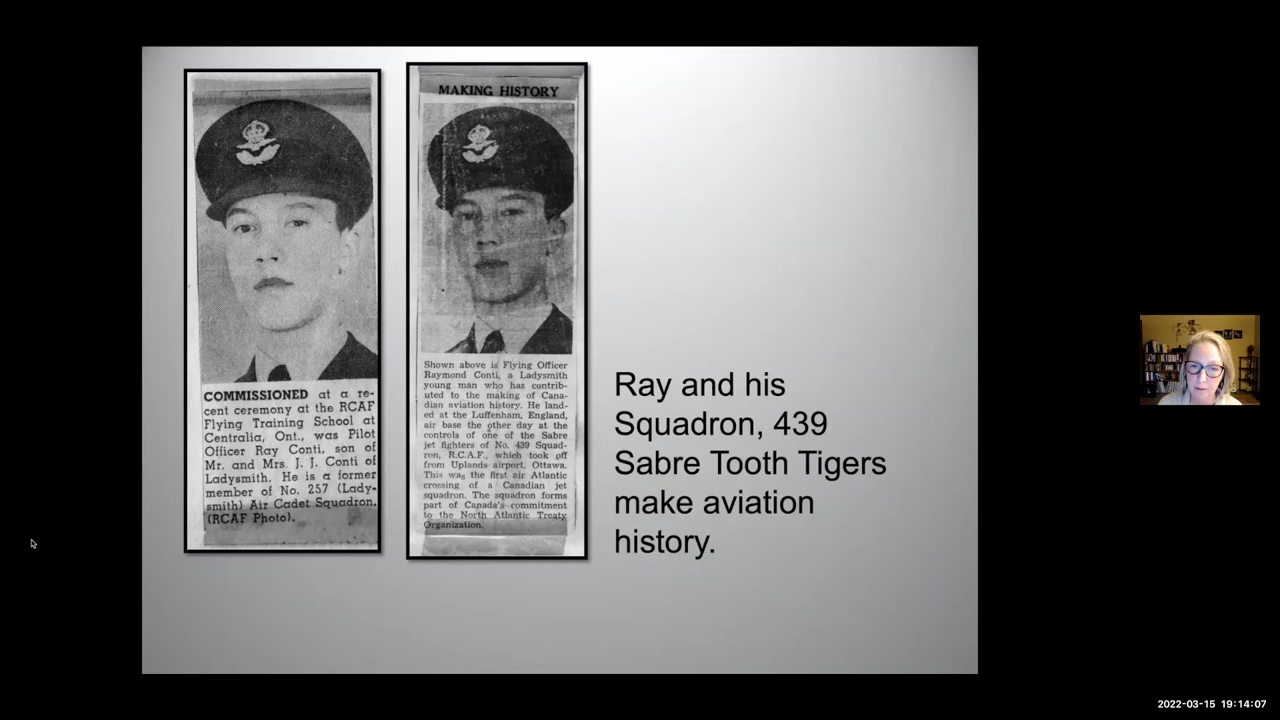 COMMISSIONED at a re-
cent ceremony at the RCAF
Flying Training School at
Centralia, Ont., was Pilot
Officer Ray Conti, son of
Mr. and Mrs. J. J. Conti of
Ladysmith. He is a former
member of No. 257 (Lady-
smith) Air Cadet Squadron.
(RCAF Photo).
MAKING HISTORY
Shown above is Flying Officer
Raymond Conti, a Ladysmith
young man who has contrib-
uted to the making of Cana-
dian aviation history. He land-
ed at the Luffenham, England,
air base the other day at the
controls of one of the Sabre
jet fighters of No. 439 Squad-
ron, R.C.A.F., which took off
from Uplands airport, Ottawa.
This was the first air Atlantic
crossing of a Canadian jet
squadron. The squadron forms
part of Canada's commitment
to the North Atlantic Treaty
Organization.
Ray and his
Squadron, 439
Sabre Tooth Tigers
make aviation
history.
2022-03-15 19:14:07